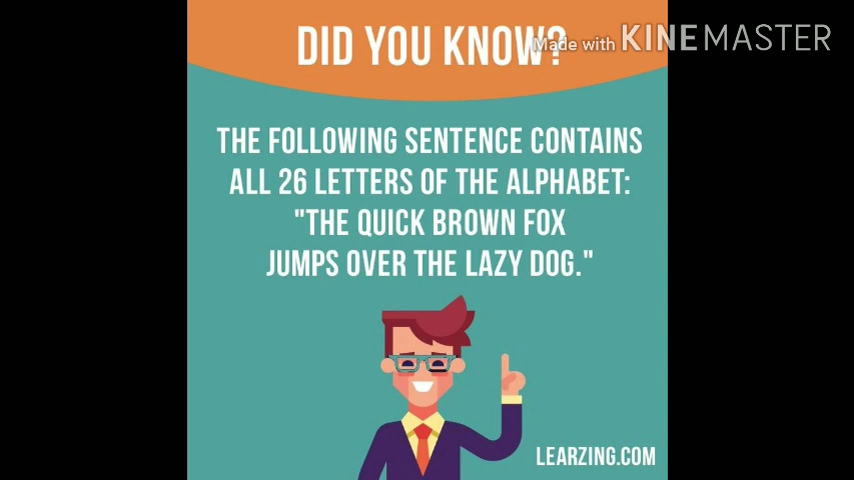 DID YOU KNOW?
Made with KINEMASTER
THE FOLLOWING SENTENCE CONTAINS
ALL 26 LETTERS OF THE ALPHABET:
"THE QUICK BROWN FOX
JUMPS OVER THE LAZY DOG."
LEARZING.COM